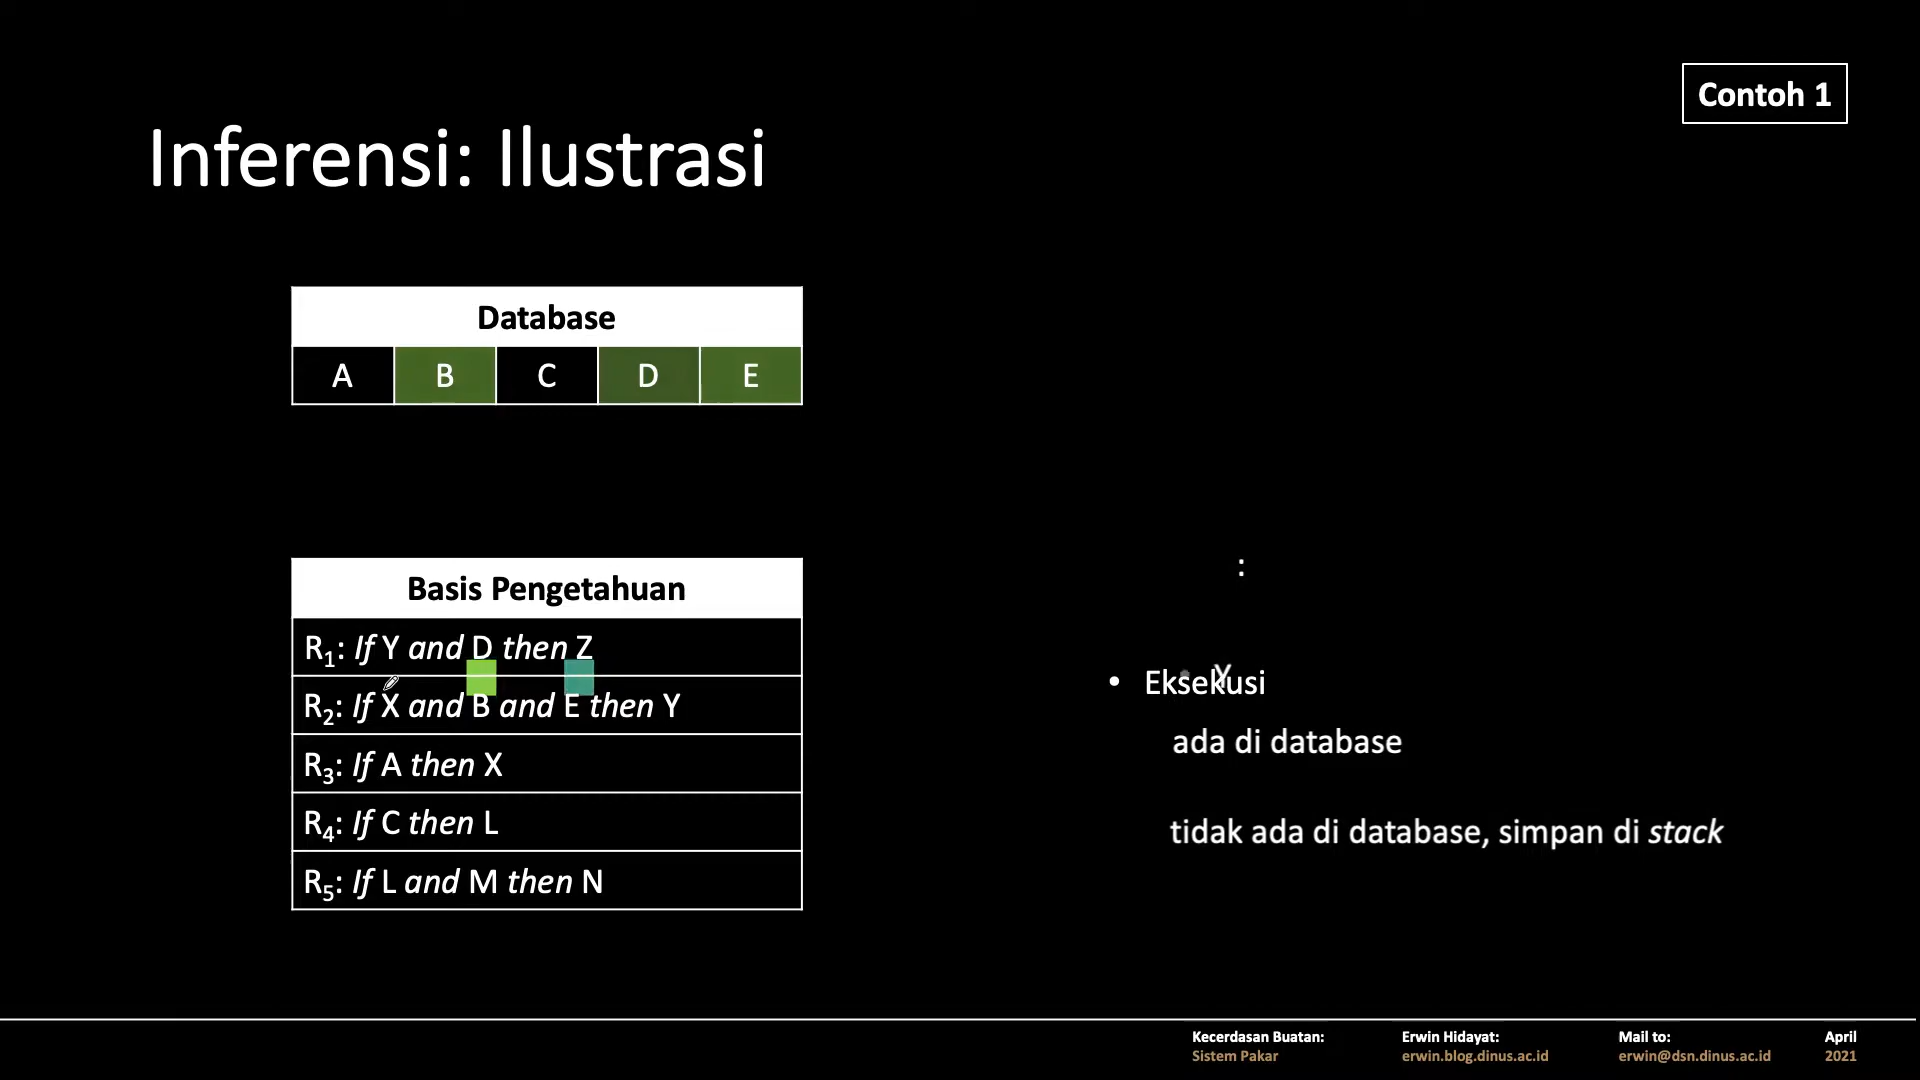 Contoh 1
Inferensi: Ilustrasi
Database
A B C D E
Basis Pengetahuan
R1: If Y and D then Z
R2: If X and B and E then Y
R3: If A then X
R4: If C then L
R5: If L and M then N
:
• Eksekusi
Y
ada di database
tidak ada di database, simpan di stack
Kecerdasan Buatan: Erwin Hidayat: Mail to: April
Sistem Pakar erwin.blog.dinus.ac.id erwin@dsn.dinus.ac.id 2021